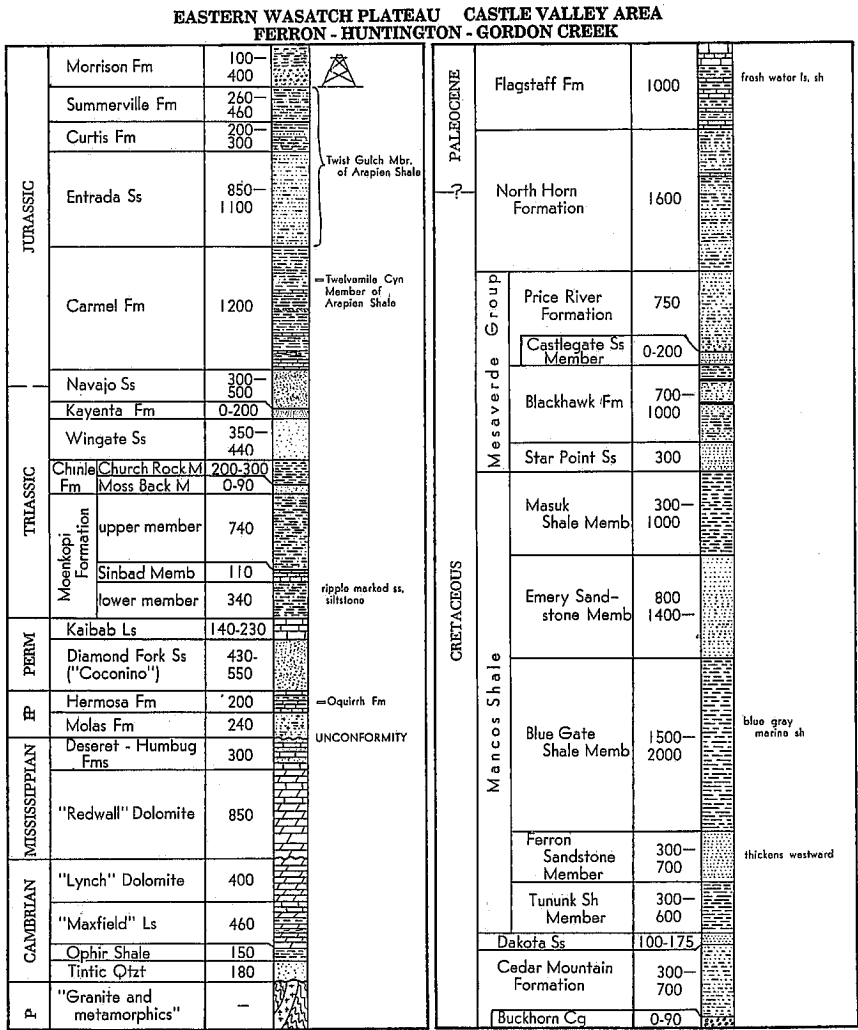 EASTERN WASATCH PLATEAU CASTLE VALLEY AREA
FERRON - HUNTINGTON - GORDON CREEK
JURASSIC
Morrison Fm
100—
400
Summerville Fm
260—
460
Curtis Fm
200—
300
Twist Gulch Mbr.
of Arapien Shale
Entrada Ss
850—
1100
Carmel Fm
1200
=Twelvemile Cyn
Member of
Arapien Shale
Navajo Ss
300—
500
TRIASSIC
Kayenta Fm
0-200
Wingate Ss
350—
440
Chinle
Fm
Church Rock M
200-300
Moss Back M
0-90
Moenkopi
Formation
upper member
740
Sinbad Memb
110
lower member
340
ripple marked ss,
siltstone
PERM
Kaibab Ls
140-230
Diamond Fork Ss
("Coconino")
430-
550
IP
Hermosa Fm
200
=Oquirrh Fm
Molas Fm
240
UNCONFORMITY
MISSISSIPPIAN
Deseret - Humbug
Fms
300
"Redwall" Dolomite
850
CAMBRIAN
"Lynch" Dolomite
400
"Maxfield" Ls
460
Ophir Shale
150
Tintic Qtzt
180
P
"Granite and
metamorphics"
—
PALEOCENE
Flagstaff Fm
1000
fresh water ls, sh
—?—
North Horn
Formation
1600
CRETACEOUS
Mesaverde Group
Price River
Formation
750
Castlegate Ss
Member
0-200
Blackhawk Fm
700—
1000
Star Point Ss
300
Mancos Shale
Masuk
Shale Memb
300—
1000
Emery Sand-
stone Memb
800
1400—
Blue Gate
Shale Memb
1500—
2000
blue gray
marine sh
Ferron
Sandstone
Member
300—
700
thickens westward
Tununk Sh
Member
300—
600
Dakota Ss
100-175
Cedar Mountain
Formation
300—
700
Buckhorn Cg
0-90